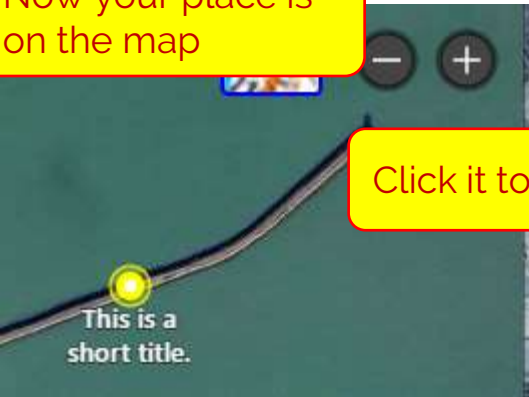 Now your place is
on the map
Click it to
This is a
short title.